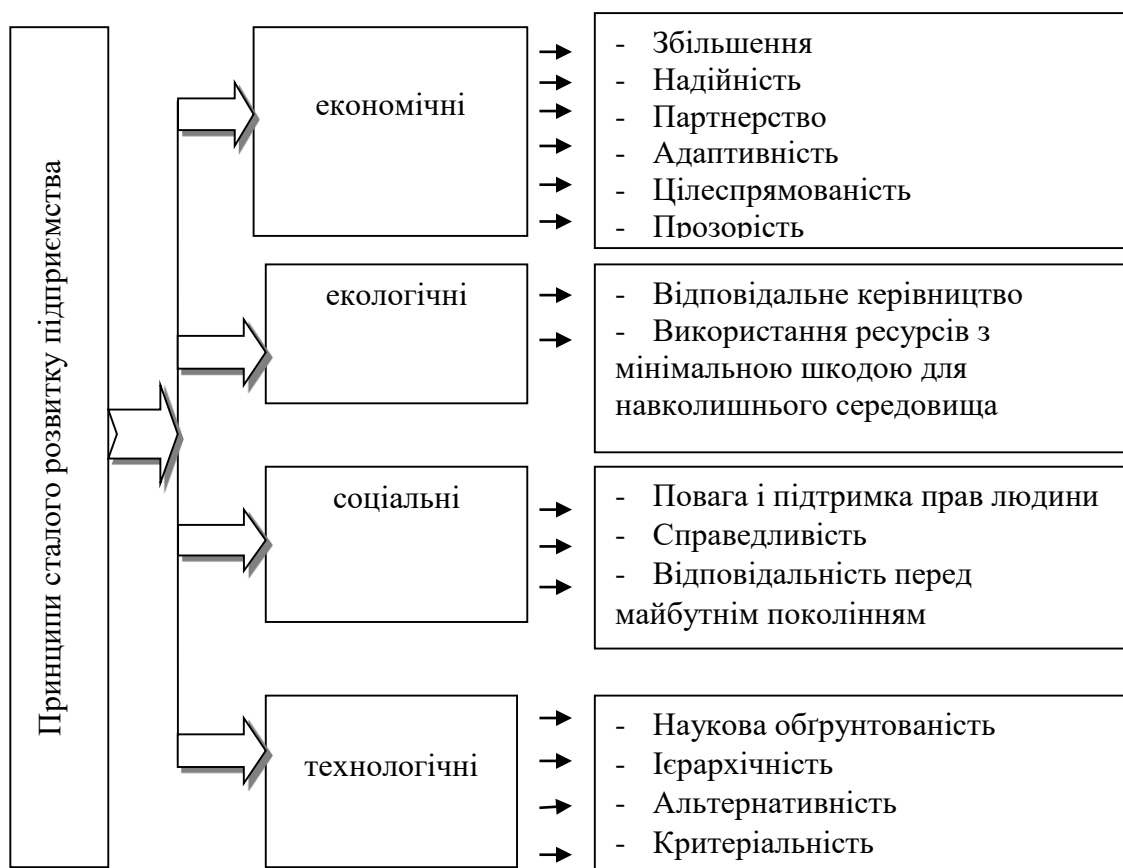 Принципи сталого розвитку підприємства
економічні
- Збільшення
- Надійність
- Партнерство
- Адаптивність
- Цілеспрямованість
- Прозорість
екологічні
- Відповідальне керівництво
- Використання ресурсів з
мінімальною шкодою для
навколишнього середовища
соціальні
- Повага і підтримка прав людини
- Справедливість
- Відповідальність перед
майбутнім поколінням
технологічні
- Наукова обґрунтованість
- Ієрархічність
- Альтернативність
- Критеріальність